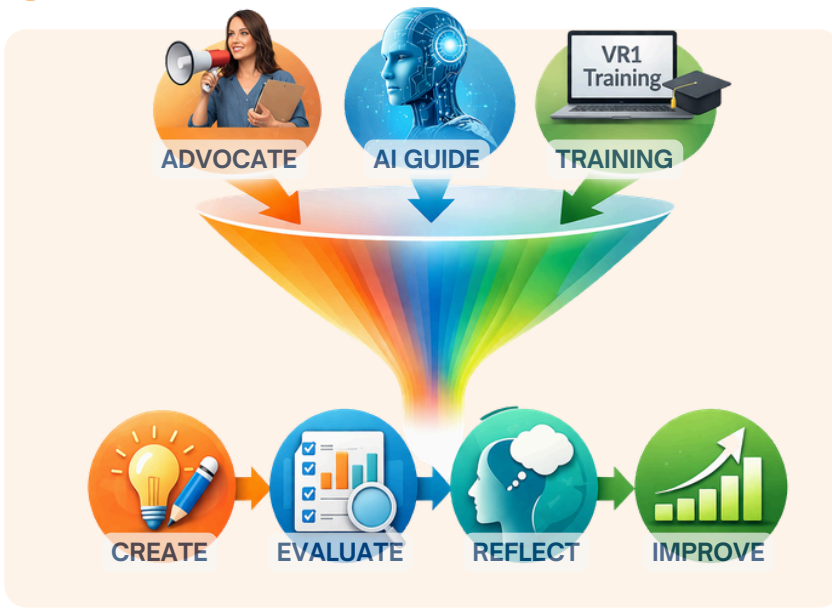 ADVOCATE
AI GUIDE
VR1
Training
TRAINING
CREATE
EVALUATE
REFLECT
IMPROVE